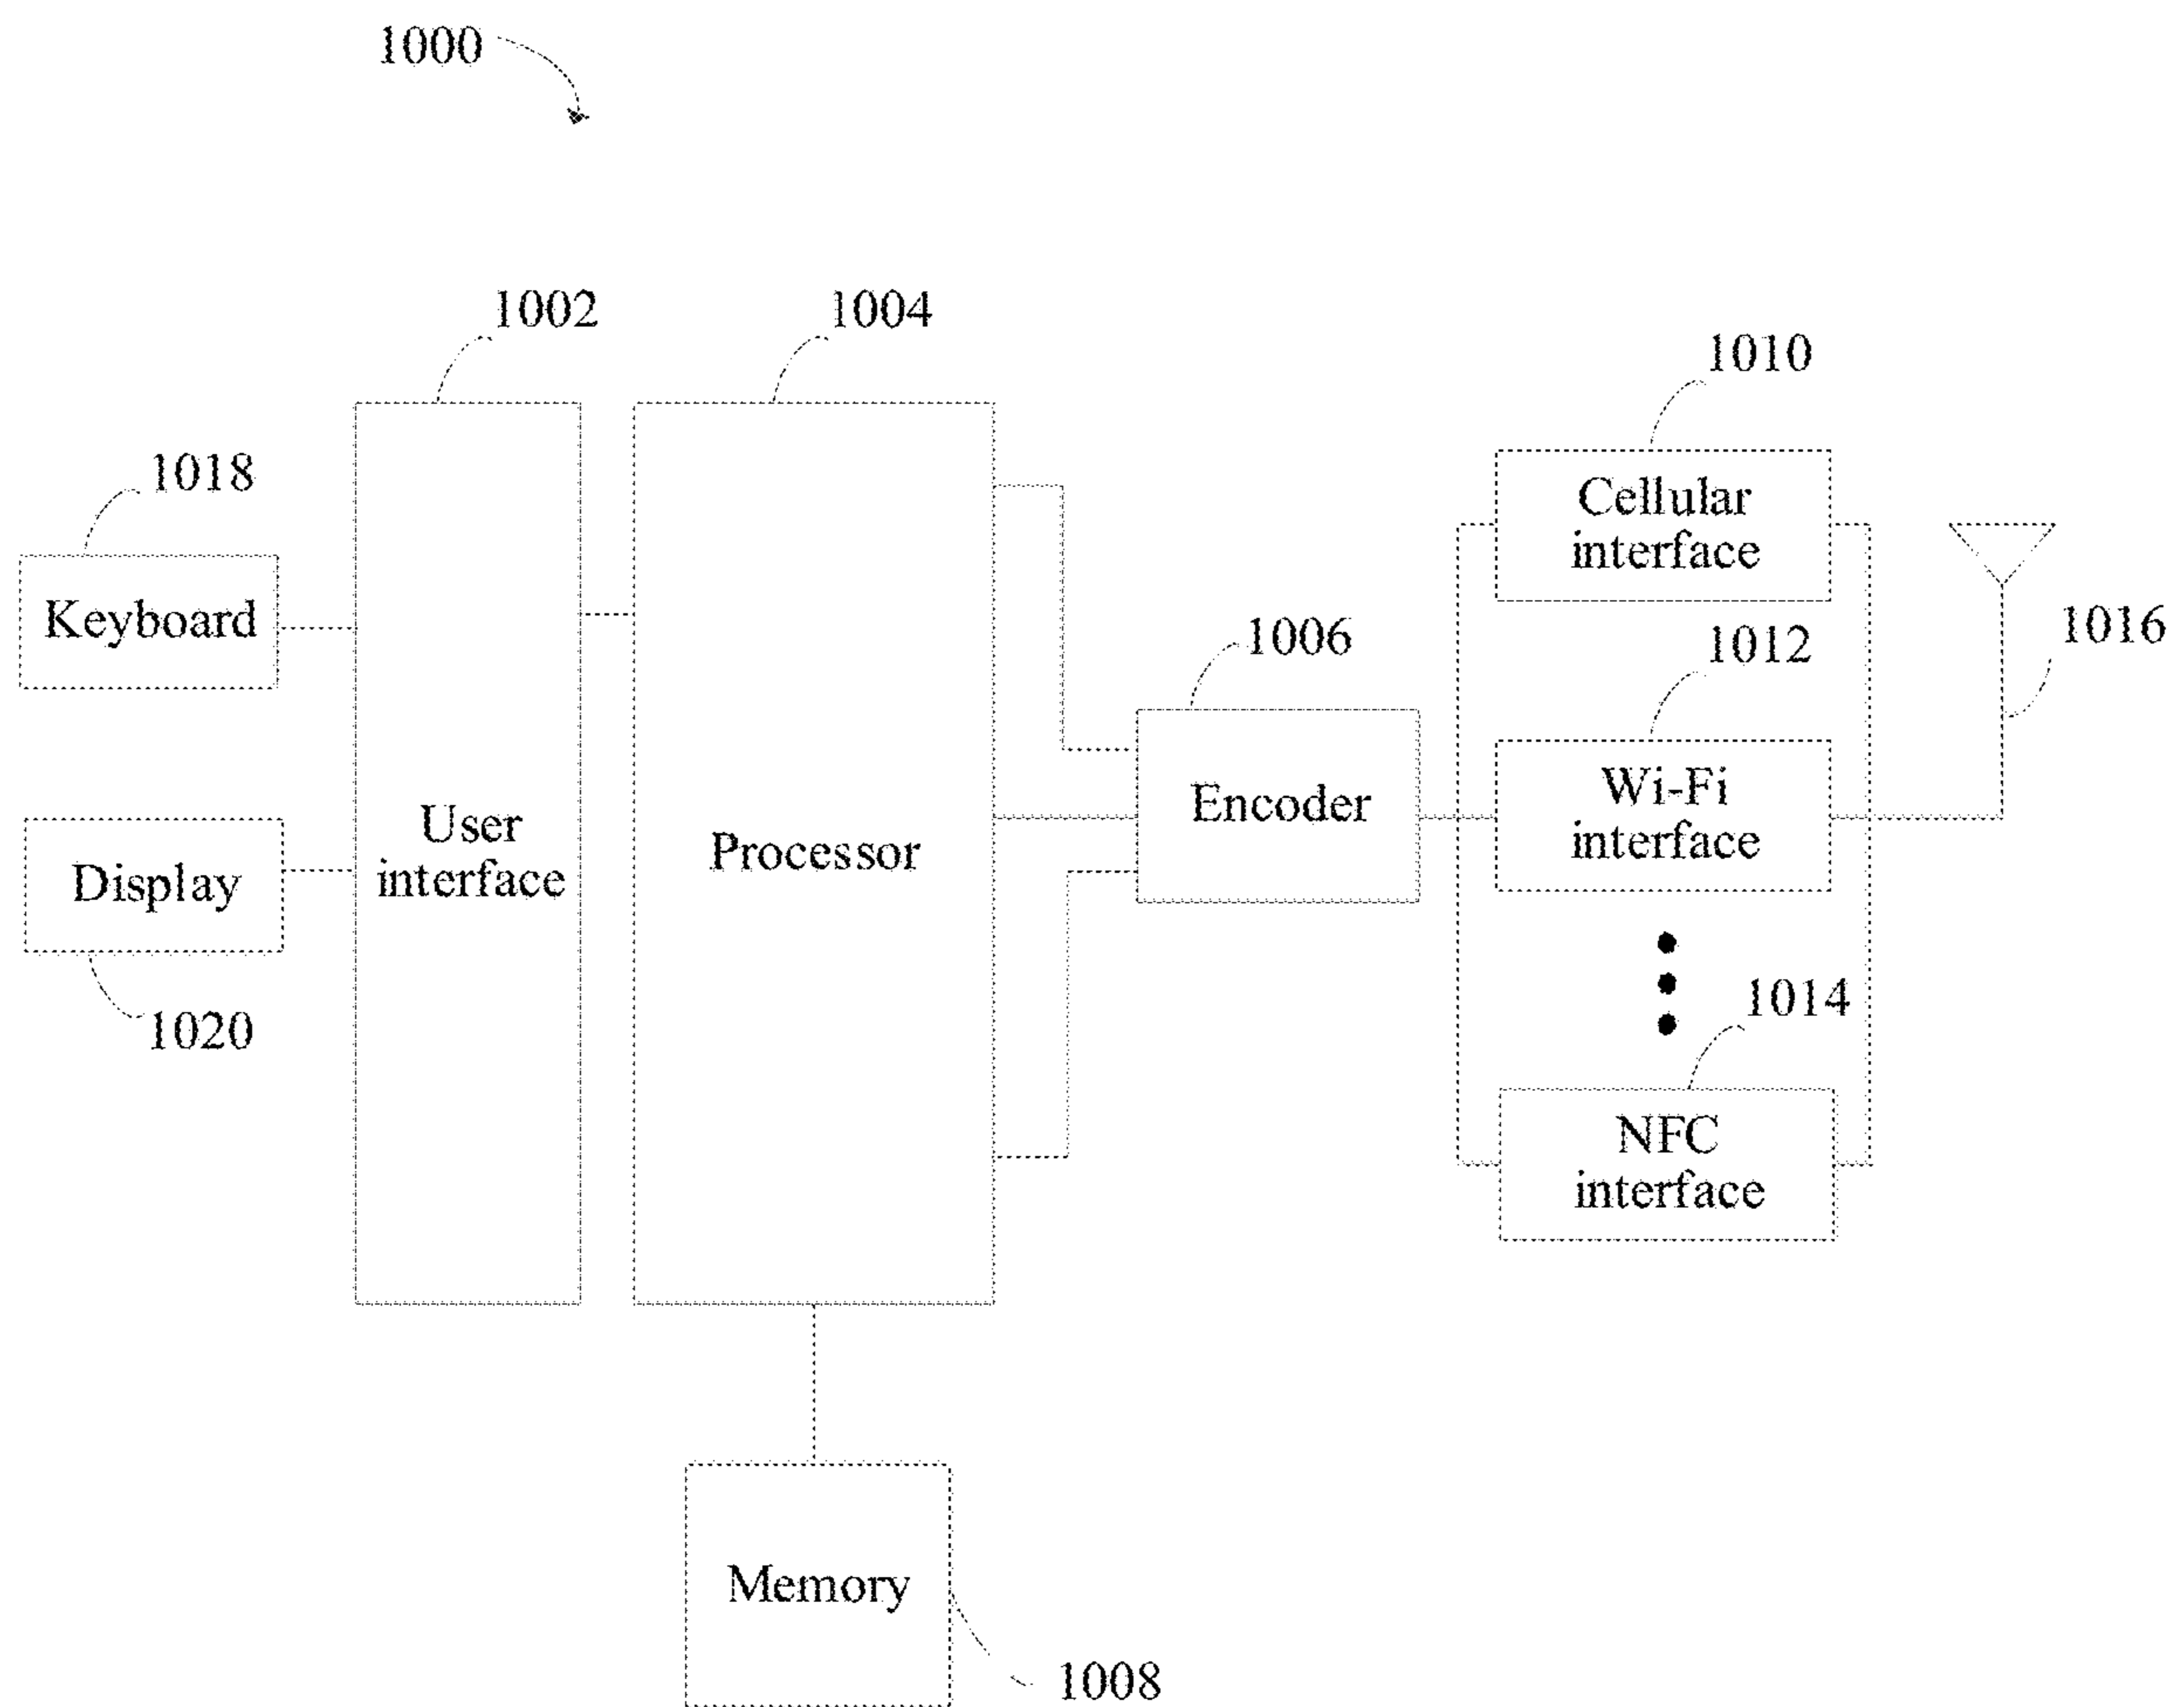 1000
1002
1004
1010
1018
Cellular
interface
Keyboard
1016
1006
1012
Wi-Fi
interface
Encoder
User
interface
Processor
Display
1020
1014
NFC
interface
Memory
1008